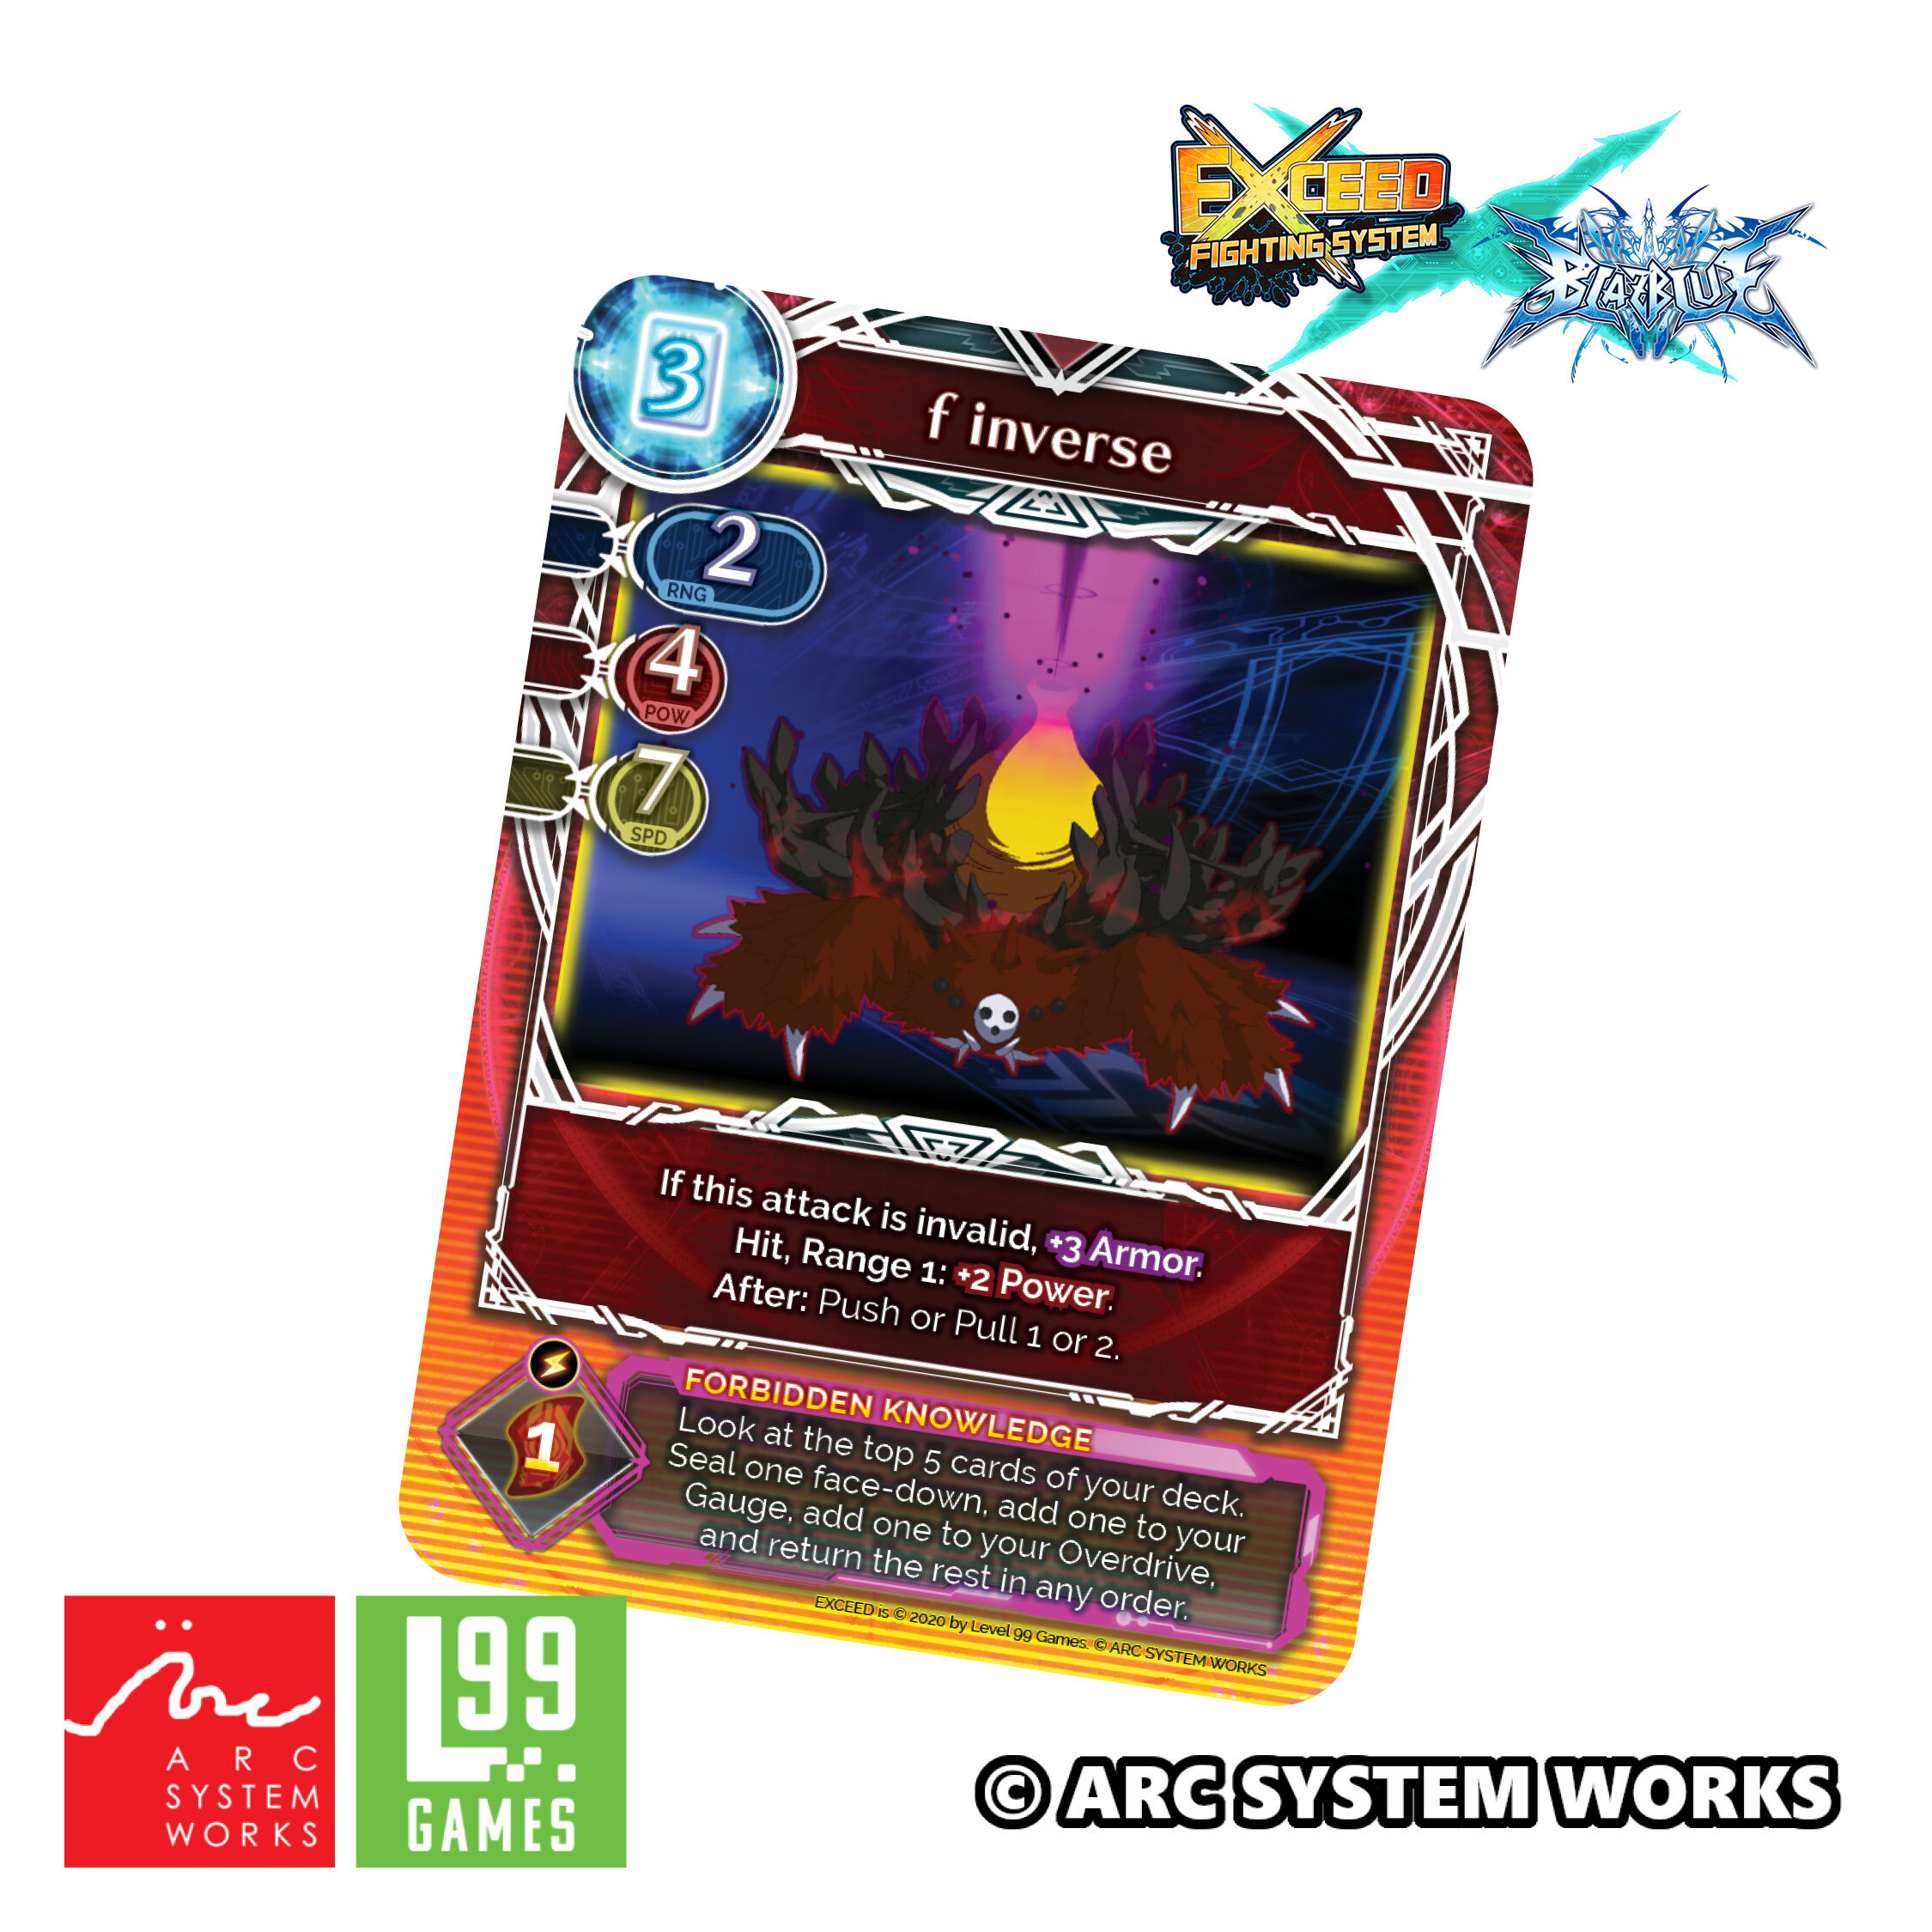 EXCEED
FIGHTING SYSTEM
BLAZBLUE
3
f inverse
2
RNG
4
POW
7
SPD
If this attack is invalid, +3 Armor.
Hit, Range 1: +2 Power.
After: Push or Pull 1 or 2.
1
FORBIDDEN KNOWLEDGE
Look at the top 5 cards of your deck.
Seal one face-down, add one to your
Gauge, add one to your Overdrive,
and return the rest in any order.
EXCEED is © 2020 by Level 99 Games. © ARC SYSTEM WORKS
Arc
ARC
SYSTEM
WORKS
L99
GAMES
© ARC SYSTEM WORKS